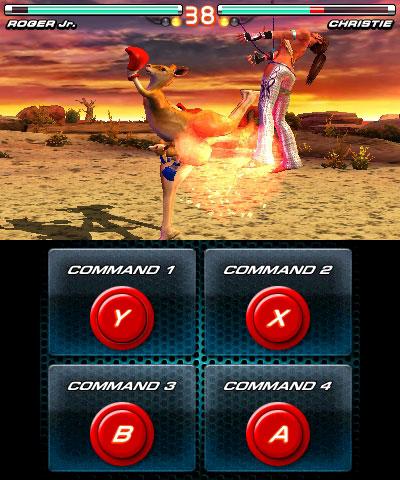 38
ROGER Jr.
CHRISTIE
COMMAND 1
COMMAND 2
Y
X
COMMAND 3
COMMAND 4
B
A